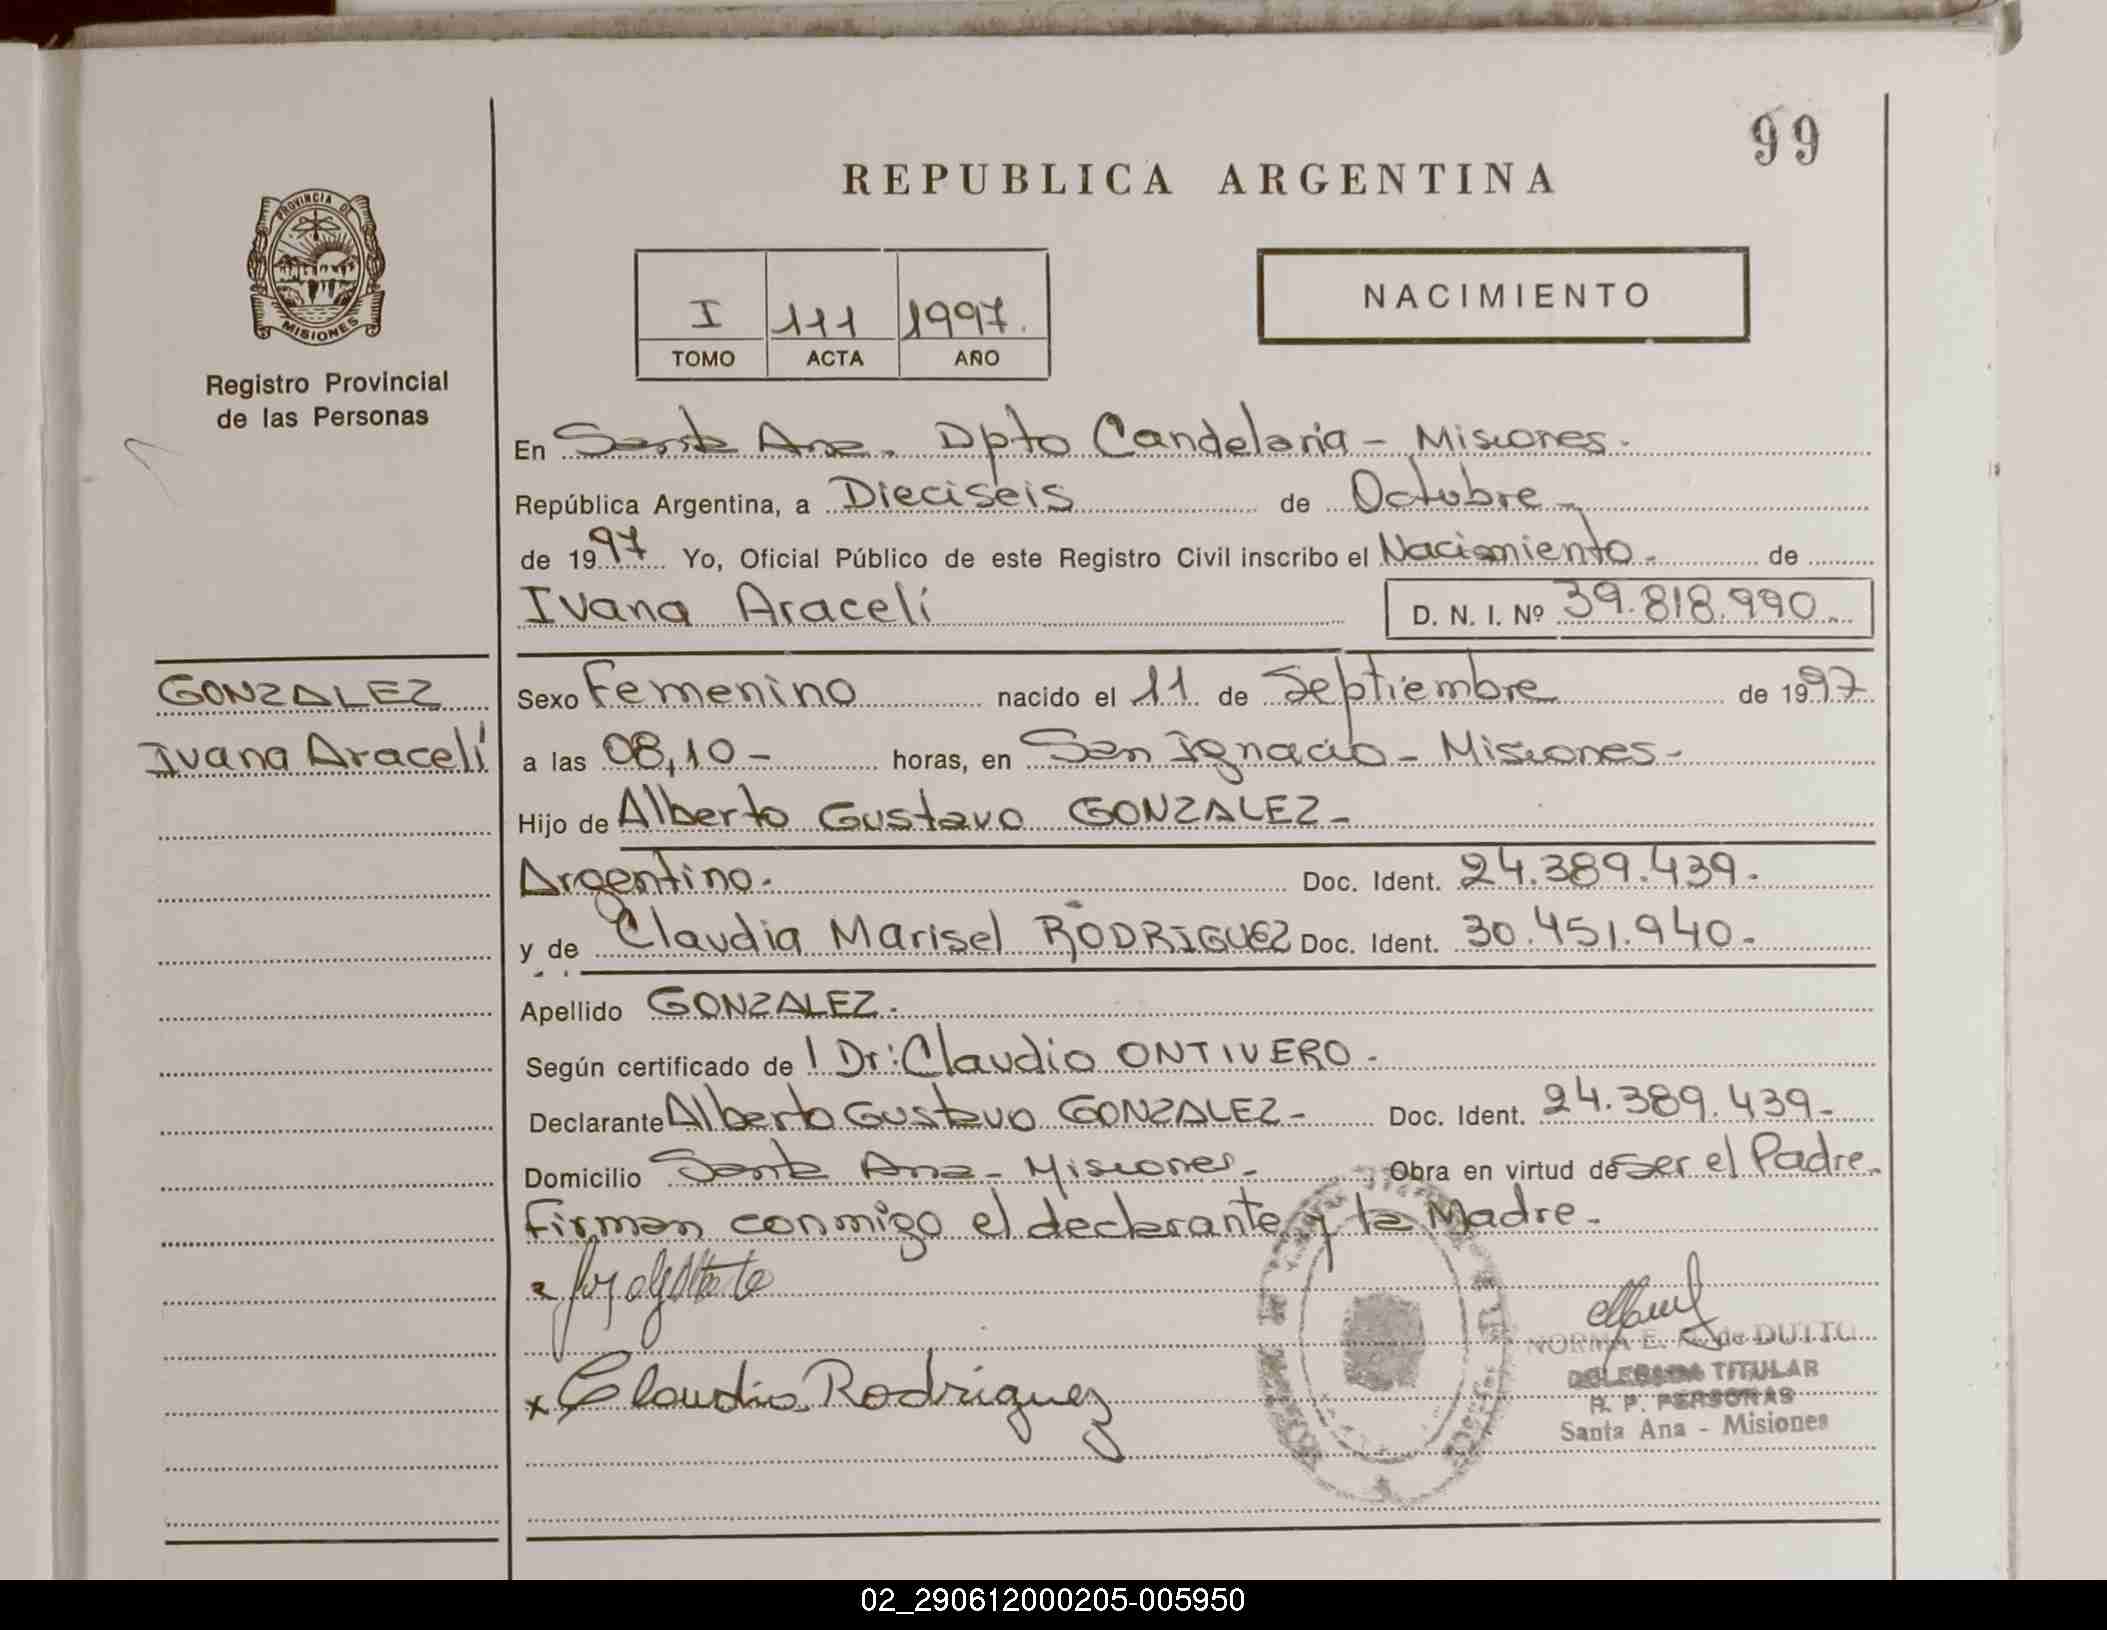 99
REPUBLICA ARGENTINA
PROVINCIA DE
MISIONES
Registro Provincial
de las Personas
I 111 1997.
TOMO ACTA AÑO
NACIMIENTO
En Santa Ana. Dpto Candelaria - Misiones.
República Argentina, a Dieciséis de Octubre -
de 1997 Yo, Oficial Público de este Registro Civil inscribo el Nacimiento. de
Ivana Aracelí D. N. I. Nº 39.818.990.
GONZALEZ
Ivana Aracelí
Sexo Femenino nacido el 11 de Septiembre de 1997
a las 08,10 - horas, en San Ignacio - Misiones -
Hijo de Alberto Gustavo GONZALEZ -
Argentino. Doc. Ident. 24.389.439.
y de Claudia Marisel RODRIGUEZ Doc. Ident. 30.451.940.
Apellido GONZALEZ.
Según certificado de l Dr: Claudio ONTIVERO -
Declarante Alberto Gustavo GONZALEZ - Doc. Ident. 24.389.439 -
Domicilio Santa Ana - Misiones - Obra en virtud de Ser el Padre.
Firman conmigo el declarante y la Madre -
x Claudia Rodriguez
NORMA E. de DUTTO
DELEGADA TITULAR
R. P. PERSONAS
Santa Ana - Misiones
02_290612000205-005950